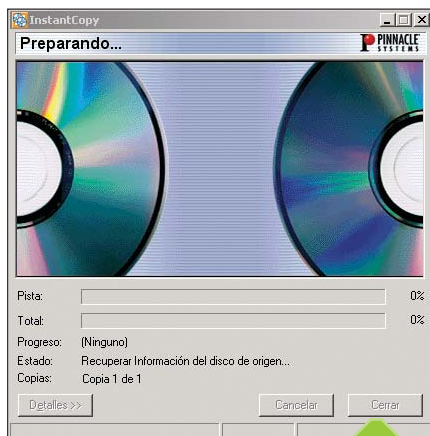 InstantCopy
Preparando...
PINNACLE
SYSTEMS
Pista: 0%
Total: 0%
Progreso: (Ninguno)
Estado: Recuperar Información del disco de origen...
Copias: Copia 1 de 1
Detalles >> Cancelar Cerrar